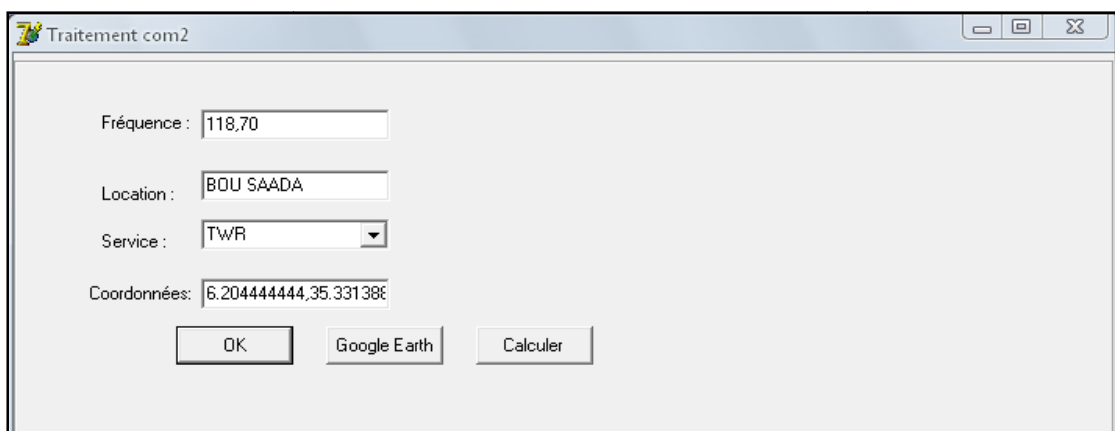 Traitement com2
Fréquence : 118,70
Location : BOU SAADA
Service : TWR
Coordonnées: 6.204444444,35.331388
OK Google Earth Calculer